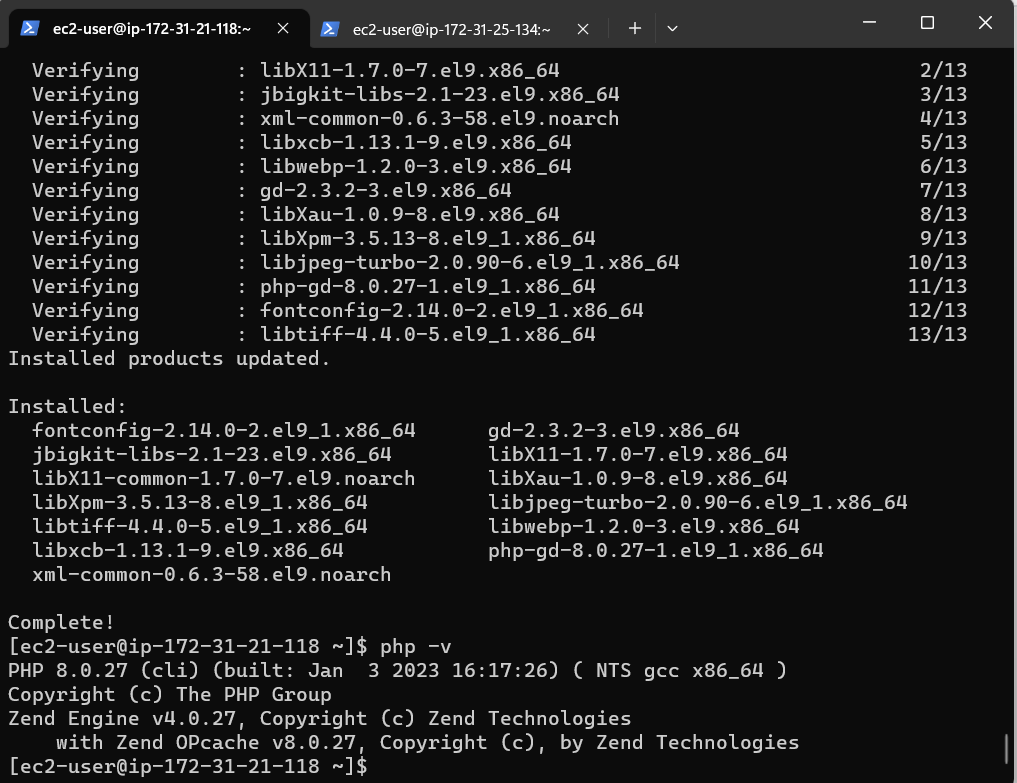 ec2-user@ip-172-31-21-118:~ ec2-user@ip-172-31-25-134:~
Verifying : libX11-1.7.0-7.el9.x86_64 2/13
Verifying : jbigkit-libs-2.1-23.el9.x86_64 3/13
Verifying : xml-common-0.6.3-58.el9.noarch 4/13
Verifying : libxcb-1.13.1-9.el9.x86_64 5/13
Verifying : libwebp-1.2.0-3.el9.x86_64 6/13
Verifying : gd-2.3.2-3.el9.x86_64 7/13
Verifying : libXau-1.0.9-8.el9.x86_64 8/13
Verifying : libXpm-3.5.13-8.el9_1.x86_64 9/13
Verifying : libjpeg-turbo-2.0.90-6.el9_1.x86_64 10/13
Verifying : php-gd-8.0.27-1.el9_1.x86_64 11/13
Verifying : fontconfig-2.14.0-2.el9_1.x86_64 12/13
Verifying : libtiff-4.4.0-5.el9_1.x86_64 13/13
Installed products updated.
Installed:
fontconfig-2.14.0-2.el9_1.x86_64 gd-2.3.2-3.el9.x86_64
jbigkit-libs-2.1-23.el9.x86_64 libX11-1.7.0-7.el9.x86_64
libX11-common-1.7.0-7.el9.noarch libXau-1.0.9-8.el9.x86_64
libXpm-3.5.13-8.el9_1.x86_64 libjpeg-turbo-2.0.90-6.el9_1.x86_64
libtiff-4.4.0-5.el9_1.x86_64 libwebp-1.2.0-3.el9.x86_64
libxcb-1.13.1-9.el9.x86_64 php-gd-8.0.27-1.el9_1.x86_64
xml-common-0.6.3-58.el9.noarch
Complete!
[ec2-user@ip-172-31-21-118 ~]$ php -v
PHP 8.0.27 (cli) (built: Jan  3 2023 16:17:26) ( NTS gcc x86_64 )
Copyright (c) The PHP Group
Zend Engine v4.0.27, Copyright (c) Zend Technologies
with Zend OPcache v8.0.27, Copyright (c), by Zend Technologies
[ec2-user@ip-172-31-21-118 ~]$